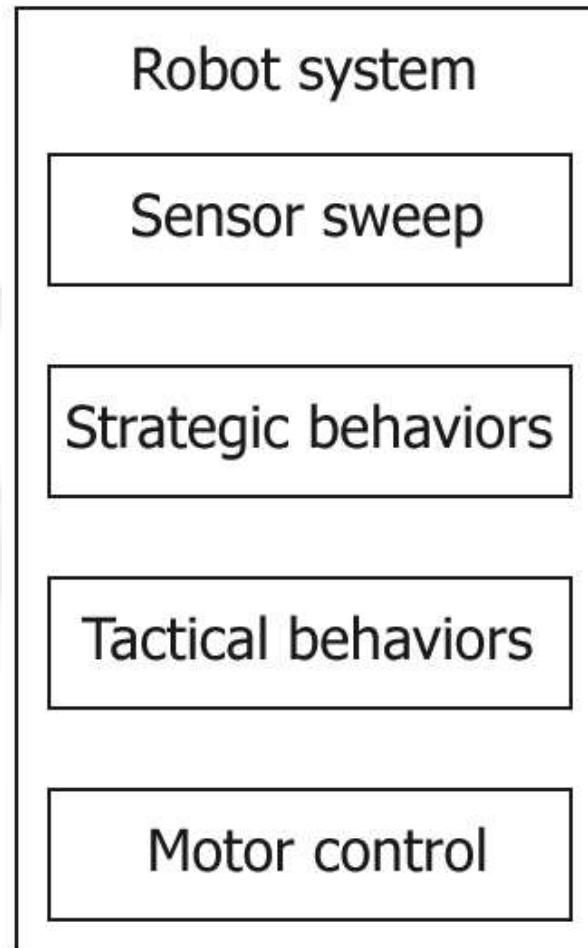 Robot system
Sensor sweep
Strategic behaviors
Tactical behaviors
Motor control